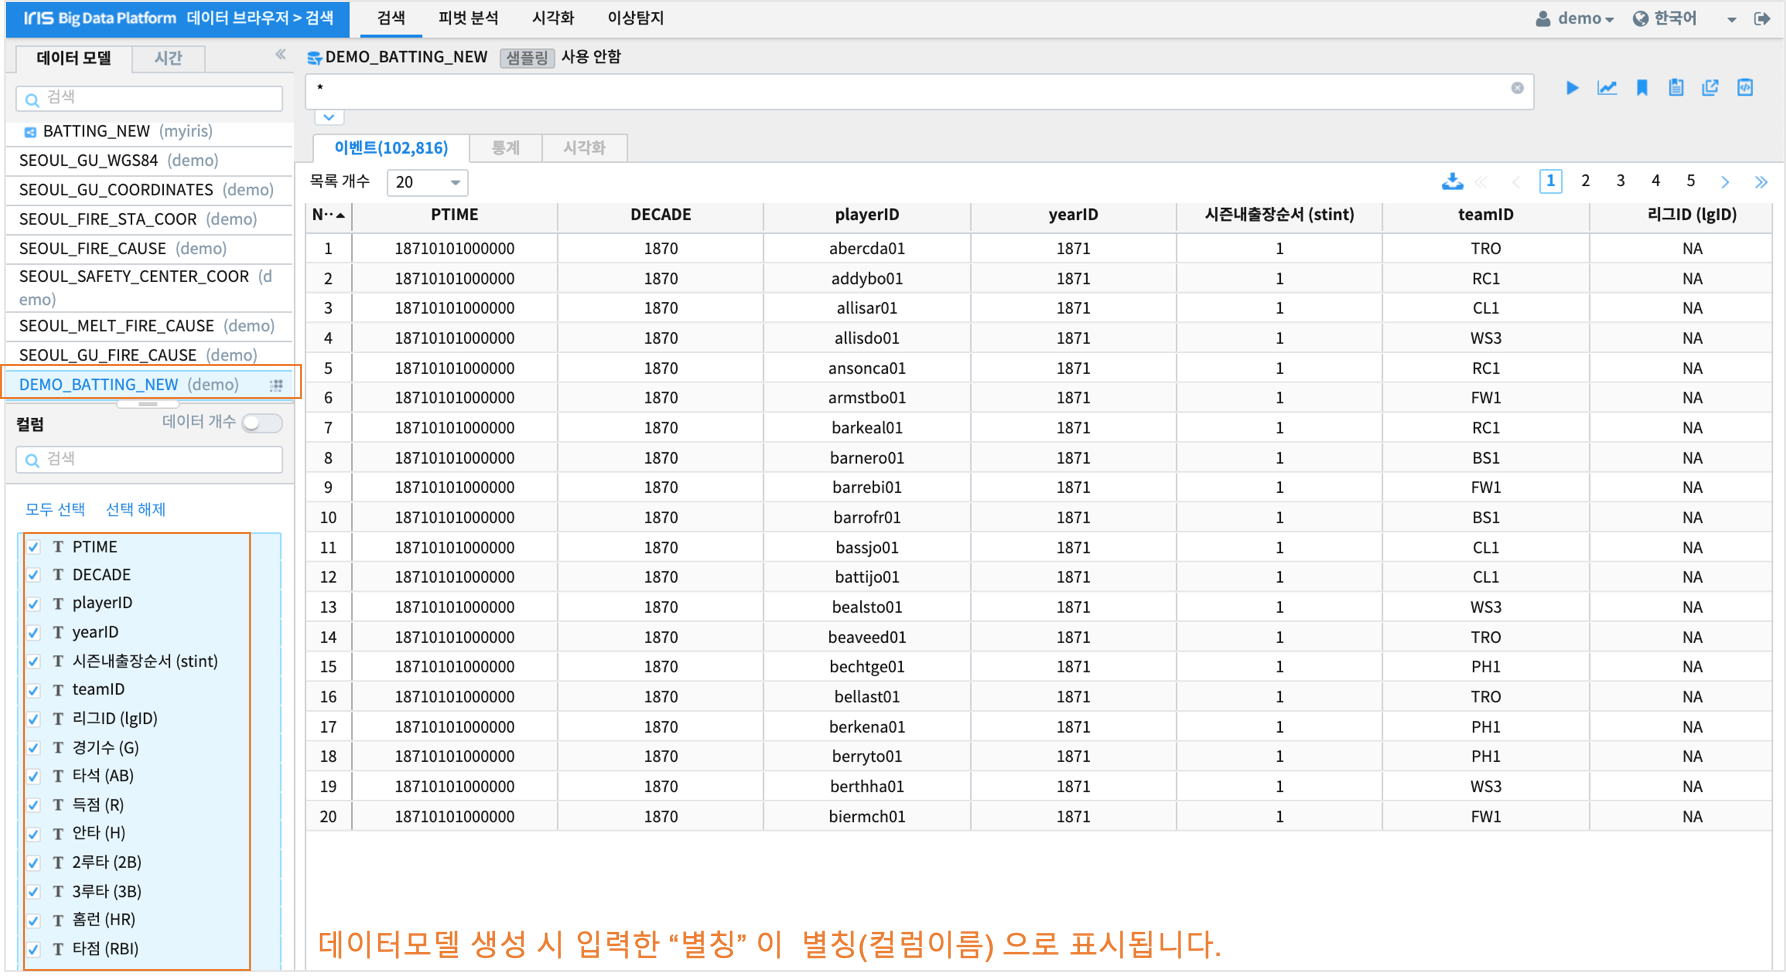 IRIS Big Data Platform 데이터 브라우저 > 검색 검색 피벗 분석 시각화 이상탐지 demo 한국어
데이터 모델 시간
검색
BATTING_NEW (myiris)
SEOUL_GU_WGS84 (demo)
SEOUL_GU_COORDINATES (demo)
SEOUL_FIRE_STA_COOR (demo)
SEOUL_FIRE_CAUSE (demo)
SEOUL_SAFETY_CENTER_COOR (d
emo)
SEOUL_MELT_FIRE_CAUSE (demo)
SEOUL_GU_FIRE_CAUSE (demo)
DEMO_BATTING_NEW (demo)
컬럼 데이터 개수
검색
모두 선택 선택 해제
T PTIME
T DECADE
T playerID
T yearID
T 시즌내출장순서 (stint)
T teamID
T 리그ID (lgID)
T 경기수 (G)
T 타석 (AB)
T 득점 (R)
T 안타 (H)
T 2루타 (2B)
T 3루타 (3B)
T 홈런 (HR)
T 타점 (RBI)
DEMO_BATTING_NEW 샘플링 사용 안함
*
이벤트(102,816) 통계 시각화
목록 개수 20 1 2 3 4 5
N·· PTIME DECADE playerID yearID 시즌내출장순서 (stint) teamID 리그ID (lgID)
1 18710101000000 1870 abercda01 1871 1 TRO NA
2 18710101000000 1870 addybo01 1871 1 RC1 NA
3 18710101000000 1870 allisar01 1871 1 CL1 NA
4 18710101000000 1870 allisdo01 1871 1 WS3 NA
5 18710101000000 1870 ansonca01 1871 1 RC1 NA
6 18710101000000 1870 armstbo01 1871 1 FW1 NA
7 18710101000000 1870 barkeal01 1871 1 RC1 NA
8 18710101000000 1870 barnero01 1871 1 BS1 NA
9 18710101000000 1870 barrebi01 1871 1 FW1 NA
10 18710101000000 1870 barrofr01 1871 1 BS1 NA
11 18710101000000 1870 bassjo01 1871 1 CL1 NA
12 18710101000000 1870 battijo01 1871 1 CL1 NA
13 18710101000000 1870 bealsto01 1871 1 WS3 NA
14 18710101000000 1870 beaveed01 1871 1 TRO NA
15 18710101000000 1870 bechtge01 1871 1 PH1 NA
16 18710101000000 1870 bellast01 1871 1 TRO NA
17 18710101000000 1870 berkena01 1871 1 PH1 NA
18 18710101000000 1870 berryto01 1871 1 PH1 NA
19 18710101000000 1870 berthha01 1871 1 WS3 NA
20 18710101000000 1870 biermch01 1871 1 FW1 NA
데이터모델 생성 시 입력한 “별칭” 이 별칭(컬럼이름) 으로 표시됩니다.